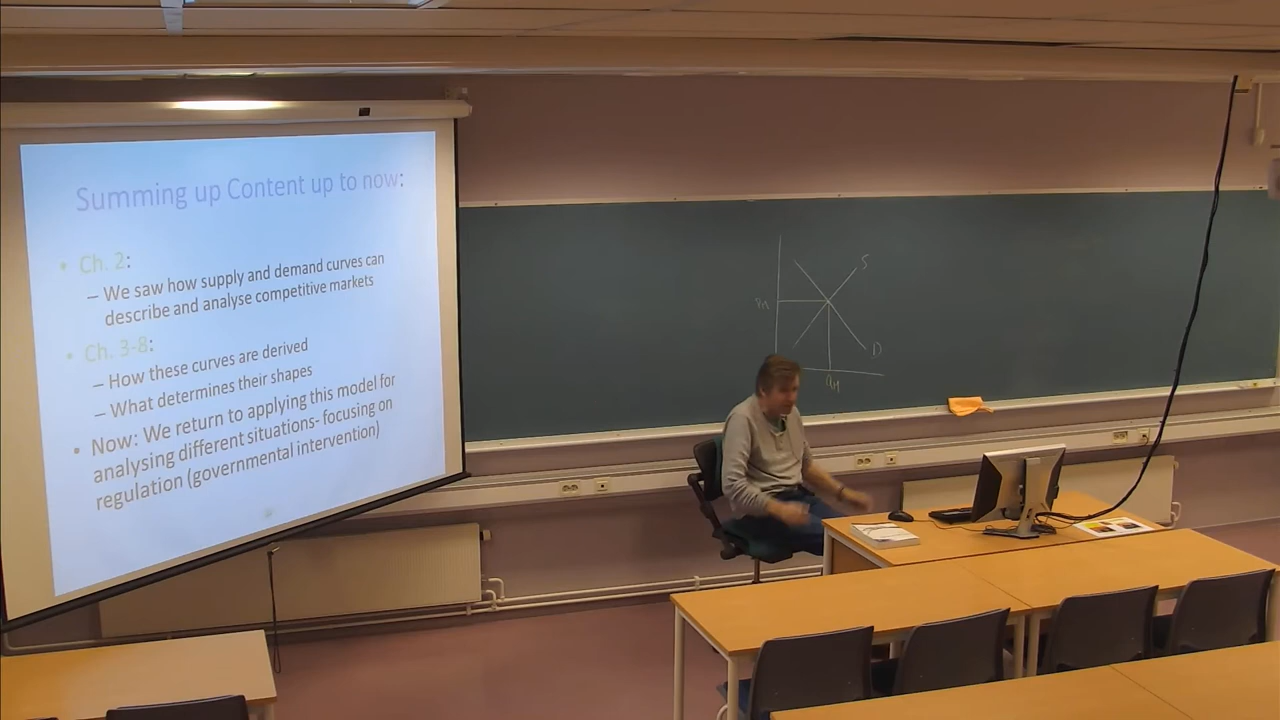 Summing up Content up to now:
• Ch. 2:
– We saw how supply and demand curves can
describe and analyse competitive markets
• Ch. 3-8:
– How these curves are derived
– What determines their shapes
• Now: We return to applying this model for
analysing different situations- focusing on
regulation (governmental intervention)
S
D